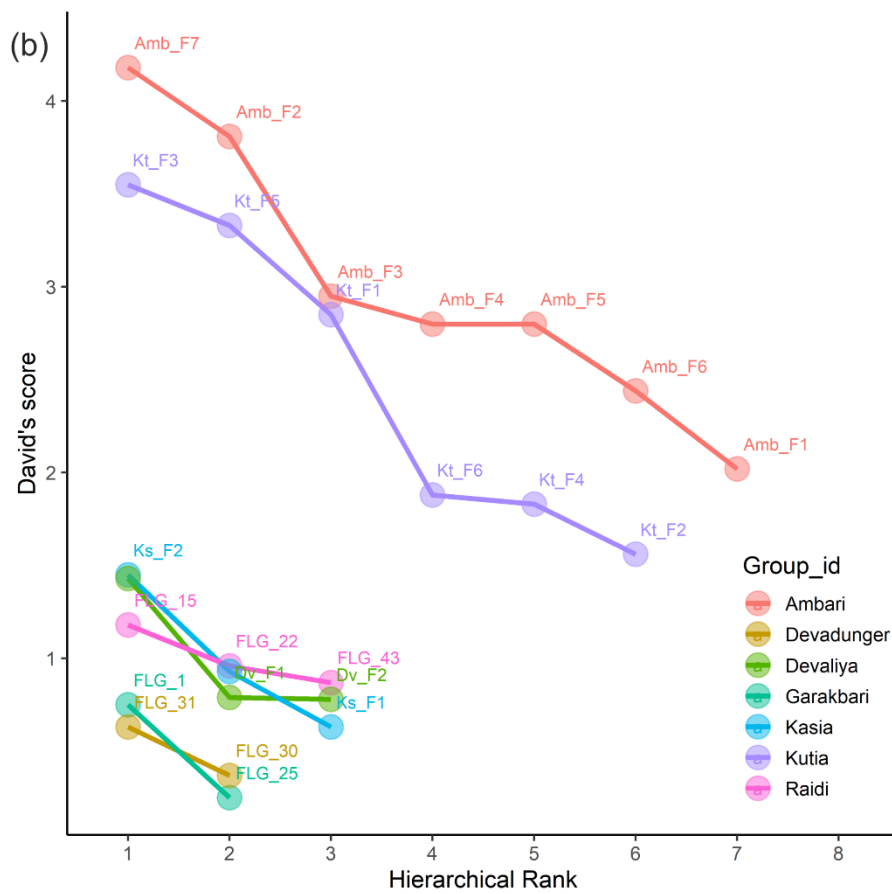 (b)
David's score
4
3
2
1
Amb_F7
Amb_F2
Kt_F3
Kt_F5
Amb_F3
Kt_F1
Amb_F4
Amb_F5
Amb_F6
Amb_F1
Kt_F6
Kt_F4
Kt_F2
Ks_F2
FLG_15
FLG_22
FLG_43
Dv_F1
Dv_F2
Ks_F1
FLG_1
FLG_31
FLG_30
FLG_25
Group_id
a Ambari
a Devadunger
a Devaliya
a Garakbari
a Kasia
a Kutia
a Raidi
1 2 3 4 5 6 7 8
Hierarchical Rank